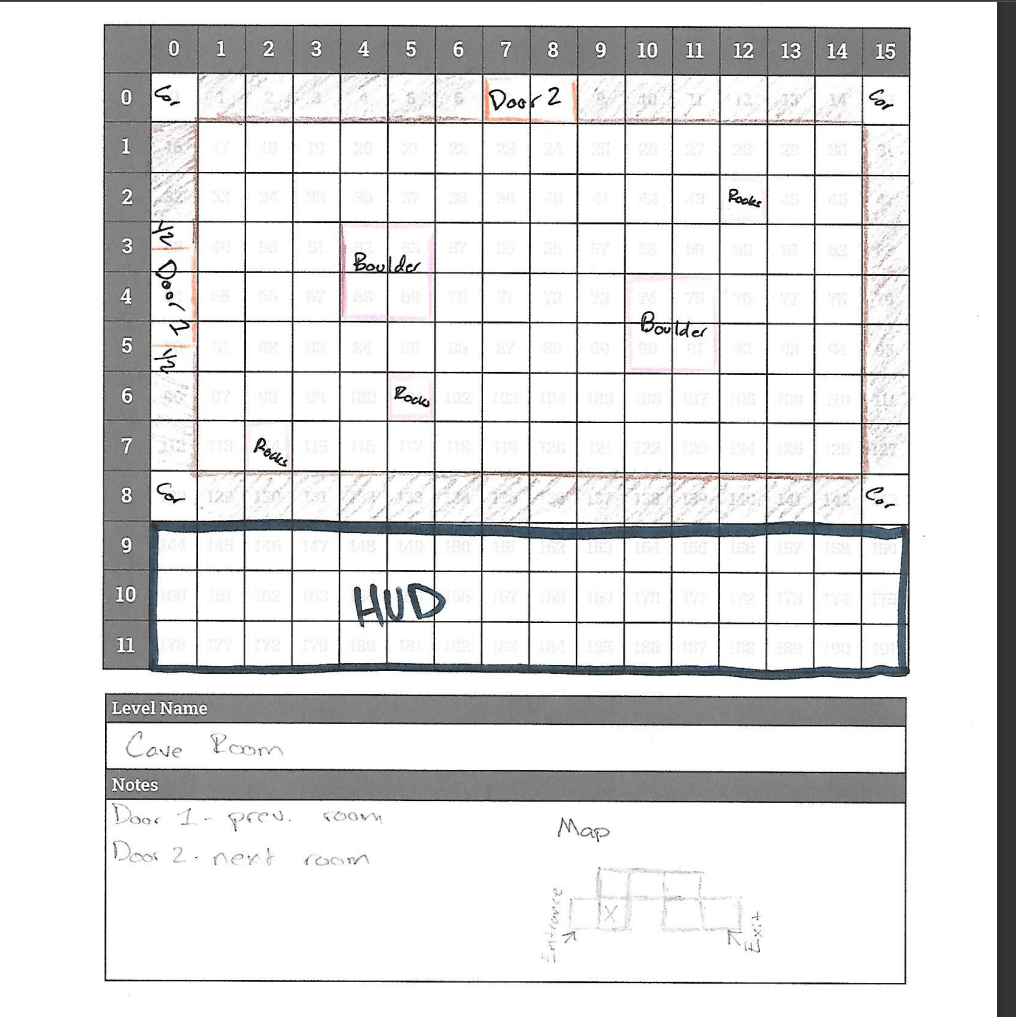 0 1 2 3 4 5 6 7 8 9 10 11 12 13 14 15
0 Cor 1 2 3 4 5 6 Door 2 9 10 11 12 13 14 Cor
1 16 17 18 19 20 21 22 23 24 25 26 27 28 29 30 31
2 32 33 34 35 36 37 38 39 40 41 42 43 Rocks 45 46 47
3 1/2 49 50 51 52 53 57 55 56 57 58 59 60 61 62 63
Boulder
Door 1
4 65 66 67 68 69 70 71 72 73 74 75 76 77 78 79
Boulder
5 1/2 81 82 83 84 85 86 87 88 89 90 91 92 93 94 95
6 96 97 98 99 100 Rocks 102 103 104 105 106 107 108 109 110 111
7 112 113 Rocks 115 116 117 118 119 120 121 122 123 124 125 126 127
8 Cor 129 130 131 132 133 134 135 137 138 139 140 141 142 Cor
9 144 145 146 147 148 149 150 151 152 153 154 155 156 157 158 159
10 160 161 162 163 HUD 166 167 168 169 170 171 172 173 174 175
11 176 177 178 179 180 181 182 183 184 185 186 187 188 189 190 191
Level Name
Cave Room
Notes
Door 1 - prev. room
Door 2 - next room
Map
Entrance
X
Exit